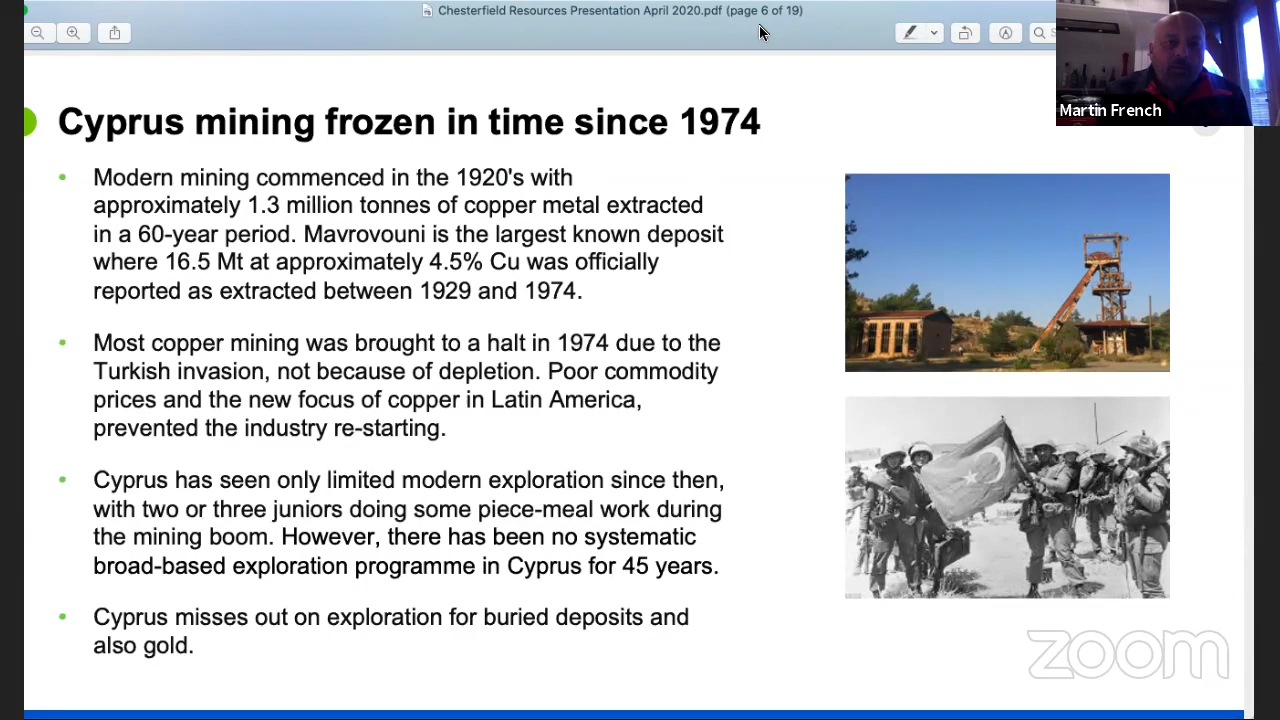 Chesterfield Resources Presentation April 2020.pdf (page 6 of 19)
Martin French
Cyprus mining frozen in time since 1974
• Modern mining commenced in the 1920's with
approximately 1.3 million tonnes of copper metal extracted
in a 60-year period. Mavrovouni is the largest known deposit
where 16.5 Mt at approximately 4.5% Cu was officially
reported as extracted between 1929 and 1974.
• Most copper mining was brought to a halt in 1974 due to the
Turkish invasion, not because of depletion. Poor commodity
prices and the new focus of copper in Latin America,
prevented the industry re-starting.
• Cyprus has seen only limited modern exploration since then,
with two or three juniors doing some piece-meal work during
the mining boom. However, there has been no systematic
broad-based exploration programme in Cyprus for 45 years.
• Cyprus misses out on exploration for buried deposits and
also gold.
zoom